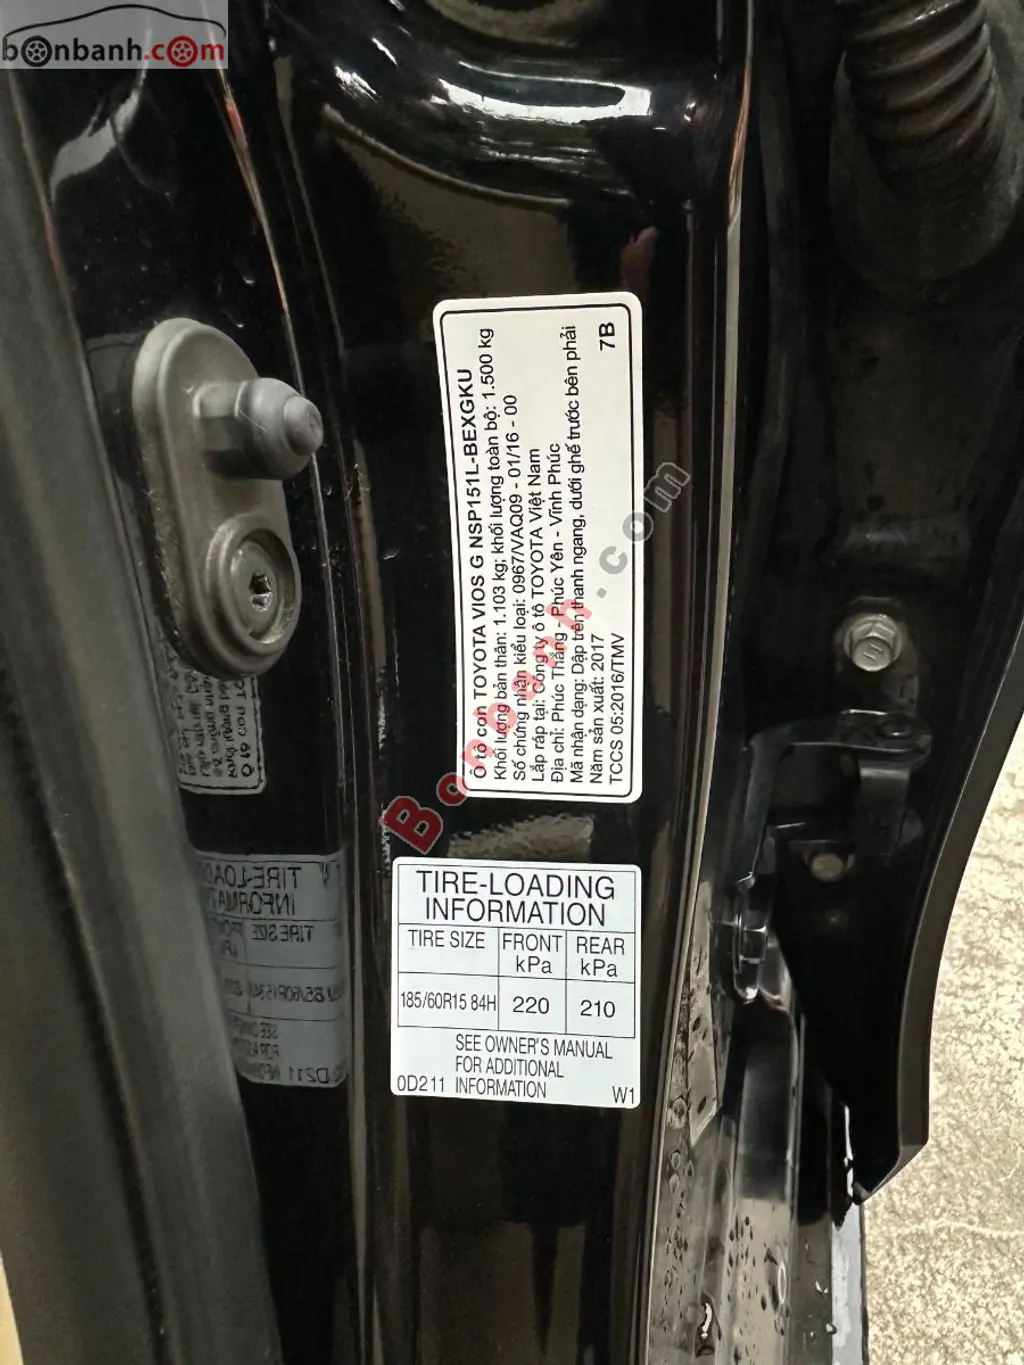 bonbanh.com
Ô tô con TOYOTA VIOS G NSP151L-BEXGKU
Khối lượng bản thân: 1.103 kg; khối lượng toàn bộ: 1.500 kg
Số chứng nhận kiểu loại: 0967/VAQ09 - 01/16 - 00
Lắp ráp tại: Công ty ô tô TOYOTA Việt Nam
Địa chỉ: Phúc Thắng - Phúc Yên - Vĩnh Phúc
Mã nhận dạng: Dập trên thanh ngang, dưới ghế trước bên phải
Năm sản xuất: 2017
TCCS 05:2016/TMV
7B
Bonbanh.com
TIRE-LOADING
INFORMATION
TIRE SIZE FRONT kPa REAR kPa
185/60R15 84H 220 210
SEE OWNER'S MANUAL
FOR ADDITIONAL
0D211 INFORMATION W1